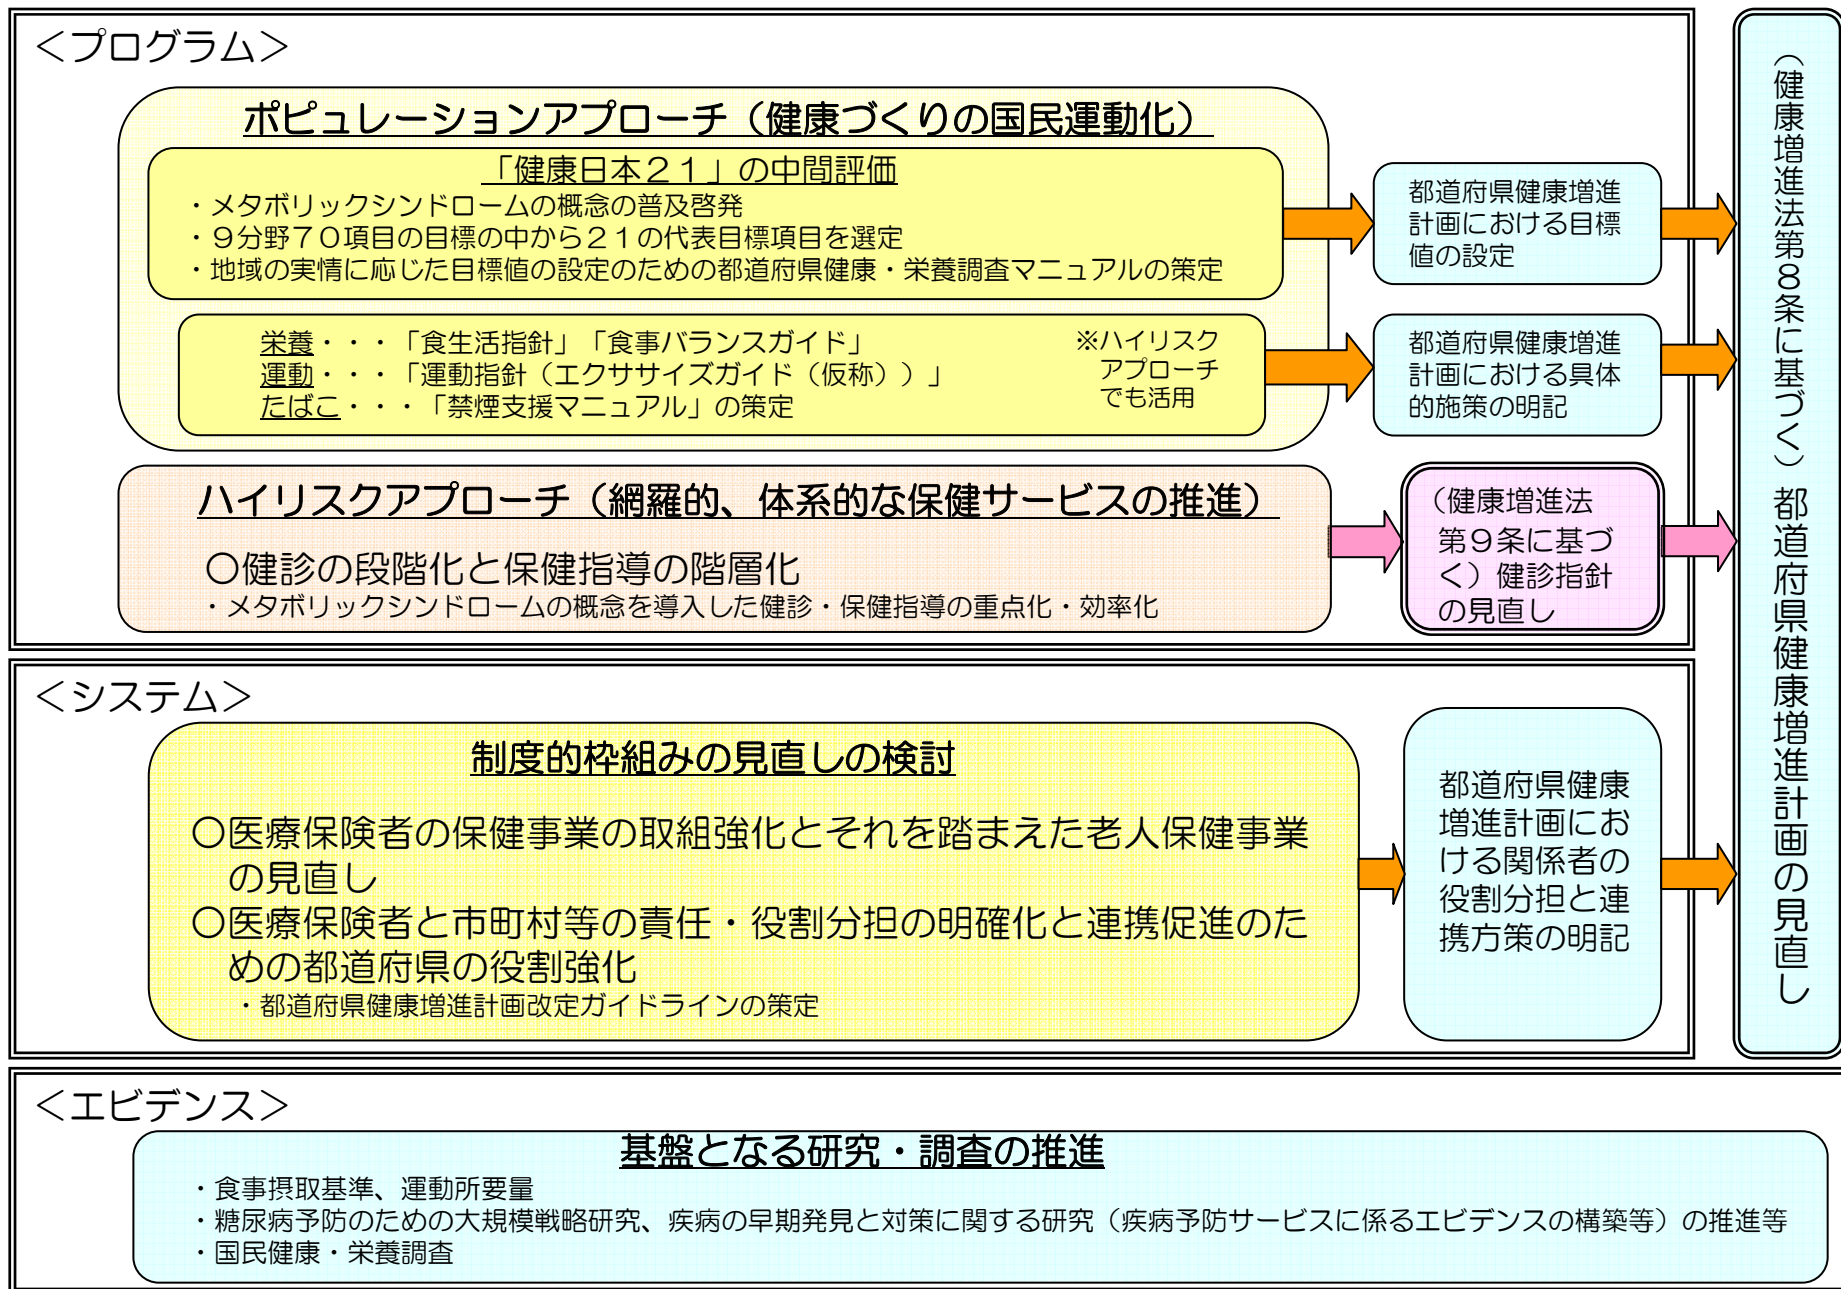 ＜プログラム＞
ポピュレーションアプローチ（健康づくりの国民運動化）
「健康日本２１」の中間評価
・メタボリックシンドロームの概念の普及啓発
・９分野７０項目の目標の中から２１の代表目標項目を選定
・地域の実情に応じた目標値の設定のための都道府県健康・栄養調査マニュアルの策定
都道府県健康増進
計画における目標
値の設定
栄養・・・「食生活指針」「食事バランスガイド」
運動・・・「運動指針（エクササイズガイド（仮称））」
たばこ・・・「禁煙支援マニュアル」の策定
※ハイリスク
アプローチ
でも活用
都道府県健康増進
計画における具体
的施策の明記
ハイリスクアプローチ（網羅的、体系的な保健サービスの推進）
〇健診の段階化と保健指導の階層化
・メタボリックシンドロームの概念を導入した健診・保健指導の重点化・効率化
（健康増進法
第９条に基づ
く）健診指針
の見直し
＜システム＞
制度的枠組みの見直しの検討
〇医療保険者の保健事業の取組強化とそれを踏まえた老人保健事業
の見直し
〇医療保険者と市町村等の責任・役割分担の明確化と連携促進のた
めの都道府県の役割強化
・都道府県健康増進計画改定ガイドラインの策定
都道府県健康
増進計画にお
ける関係者の
役割分担と連
携方策の明記
（健康増進法第８条に基づく）都道府県健康増進計画の見直し
＜エビデンス＞
基盤となる研究・調査の推進
・食事摂取基準、運動所要量
・糖尿病予防のための大規模戦略研究、疾病の早期発見と対策に関する研究（疾病予防サービスに係るエビデンスの構築等）の推進等
・国民健康・栄養調査